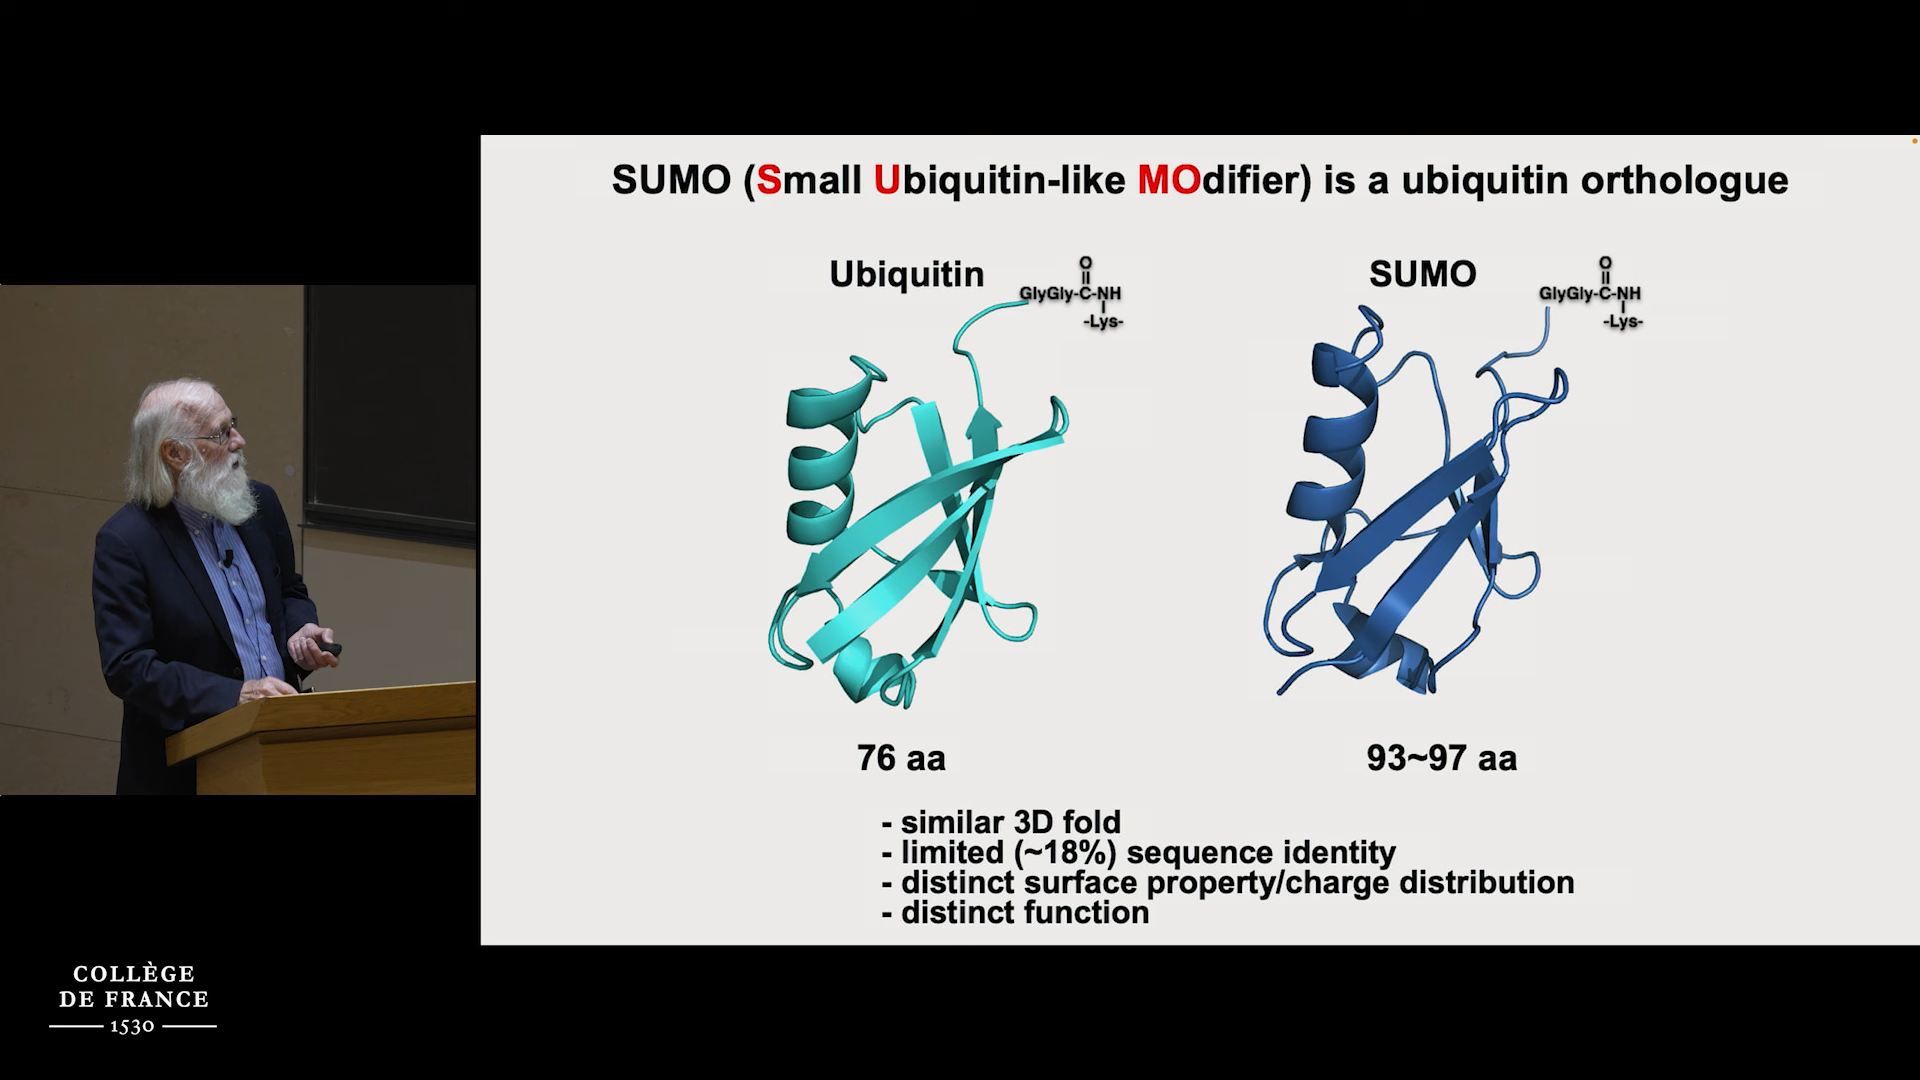 SUMO (Small Ubiquitin-like MOdifier) is a ubiquitin orthologue
Ubiquitin
O
GlyGly-C-NH
-Lys-
SUMO
O
GlyGly-C-NH
-Lys-
76 aa
93~97 aa
- similar 3D fold
- limited (~18%) sequence identity
- distinct surface property/charge distribution
- distinct function
COLLÈGE
DE FRANCE
1530